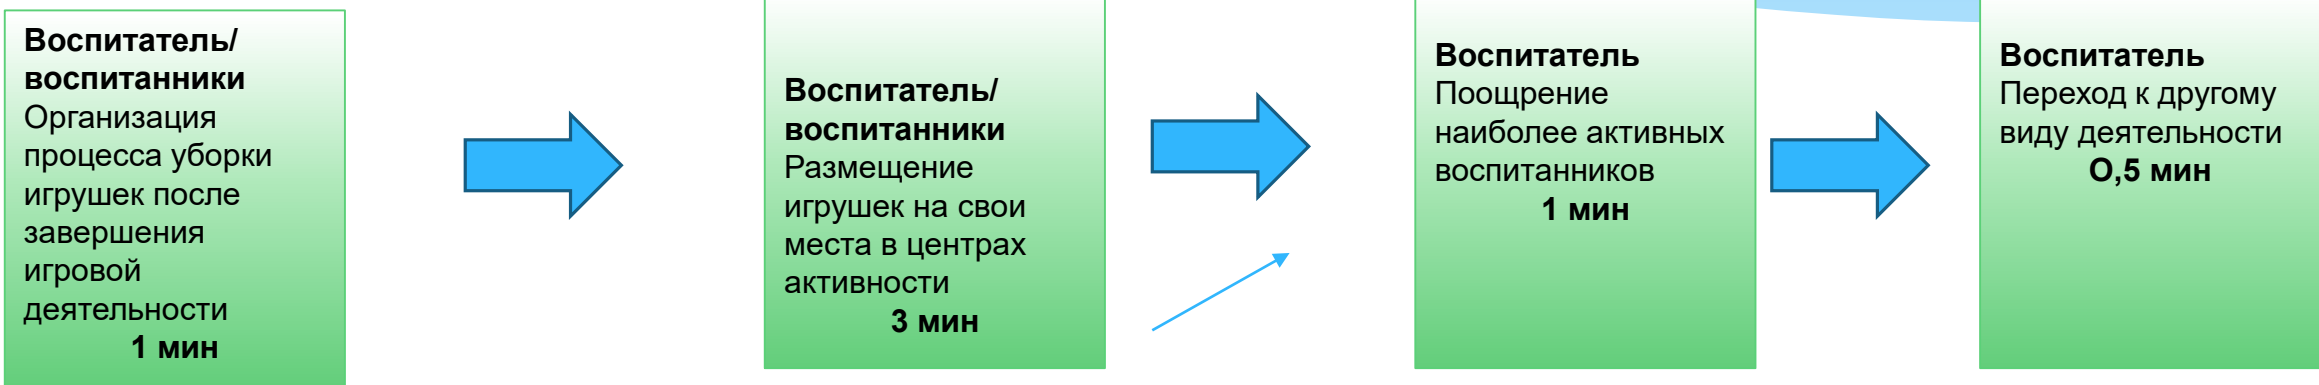 Воспитатель/
воспитанники
Организация
процесса уборки
игрушек после
завершения
игровой
деятельности
1 мин
Воспитатель/
воспитанники
Размещение
игрушек на свои
места в центрах
активности
3 мин
Воспитатель
Поощрение
наиболее активных
воспитанников
1 мин
Воспитатель
Переход к другому
виду деятельности
О,5 мин